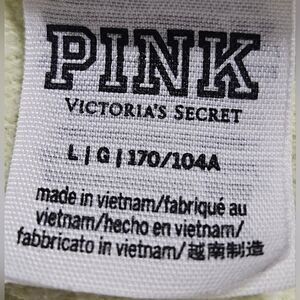 PINK
VICTORIA'S SECRET
L | G | 170/104A
made in vietnam/fabriqué au
vietnam/hecho en vietnam/
fabbricato in vietnam/越南制造